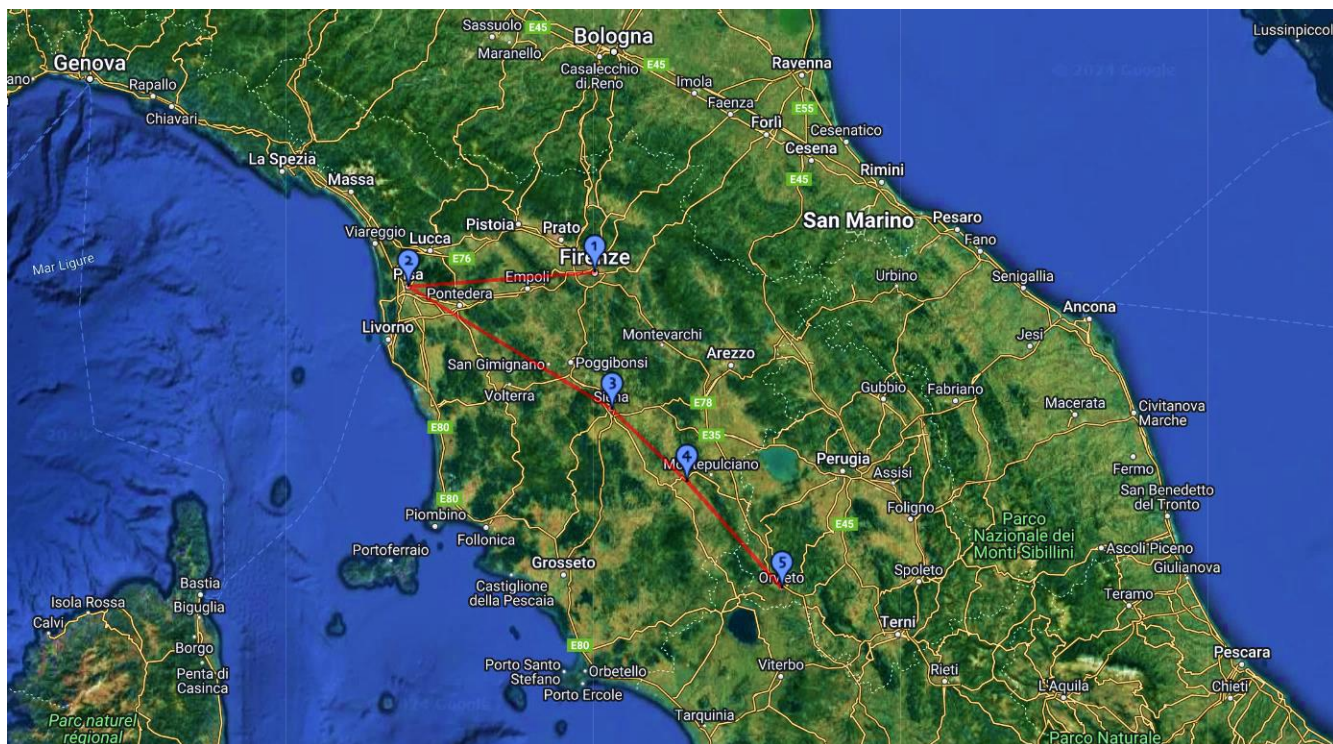 Sassuolo
E45
Bologna
Lussinpiccol
Maranello
Genova
Casalecchio
di Reno
E45
Ravenna
ano
Rapallo
Imola
Chiavari
Faenza
E55
Forlì
Cesenatico
La Spezia
Cesena
Massa
E45
Rimini
Pistoia
Prato
San Marino
Pesaro
Viareggio
Lucca
Fano
1
E76
Firenze
Mar Ligure
2
Pisa
Empoli
Urbino
Senigallia
Pontedera
Ancona
Livorno
Montevarchi
Jesi
Arezzo
San Gimignano
Poggibonsi
3
Gubbio
Fabriano
Volterra
Siena
E78
Macerata
Civitanova
Marche
E80
E35
4
Montepulciano
Perugia
Assisi
Fermo
E80
Foligno
San Benedetto
del Tronto
Piombino
Follonica
E45
Parco
Nazionale dei
Monti Sibillini
Portoferraio
5
Ascoli Piceno
Grosseto
Orvieto
Spoleto
Giulianova
Bastia
Castiglione
della Pescaia
Teramo
Isola Rossa
Biguglia
Calvi
Terni
Borgo
E80
Porto Santo
Stefano
Orbetello
Viterbo
Rieti
Pescara
Penta di
Casinca
Porto Ercole
L'Aquila
Chieti
Parc naturel
régional
Tarquinia
Parco Naturale